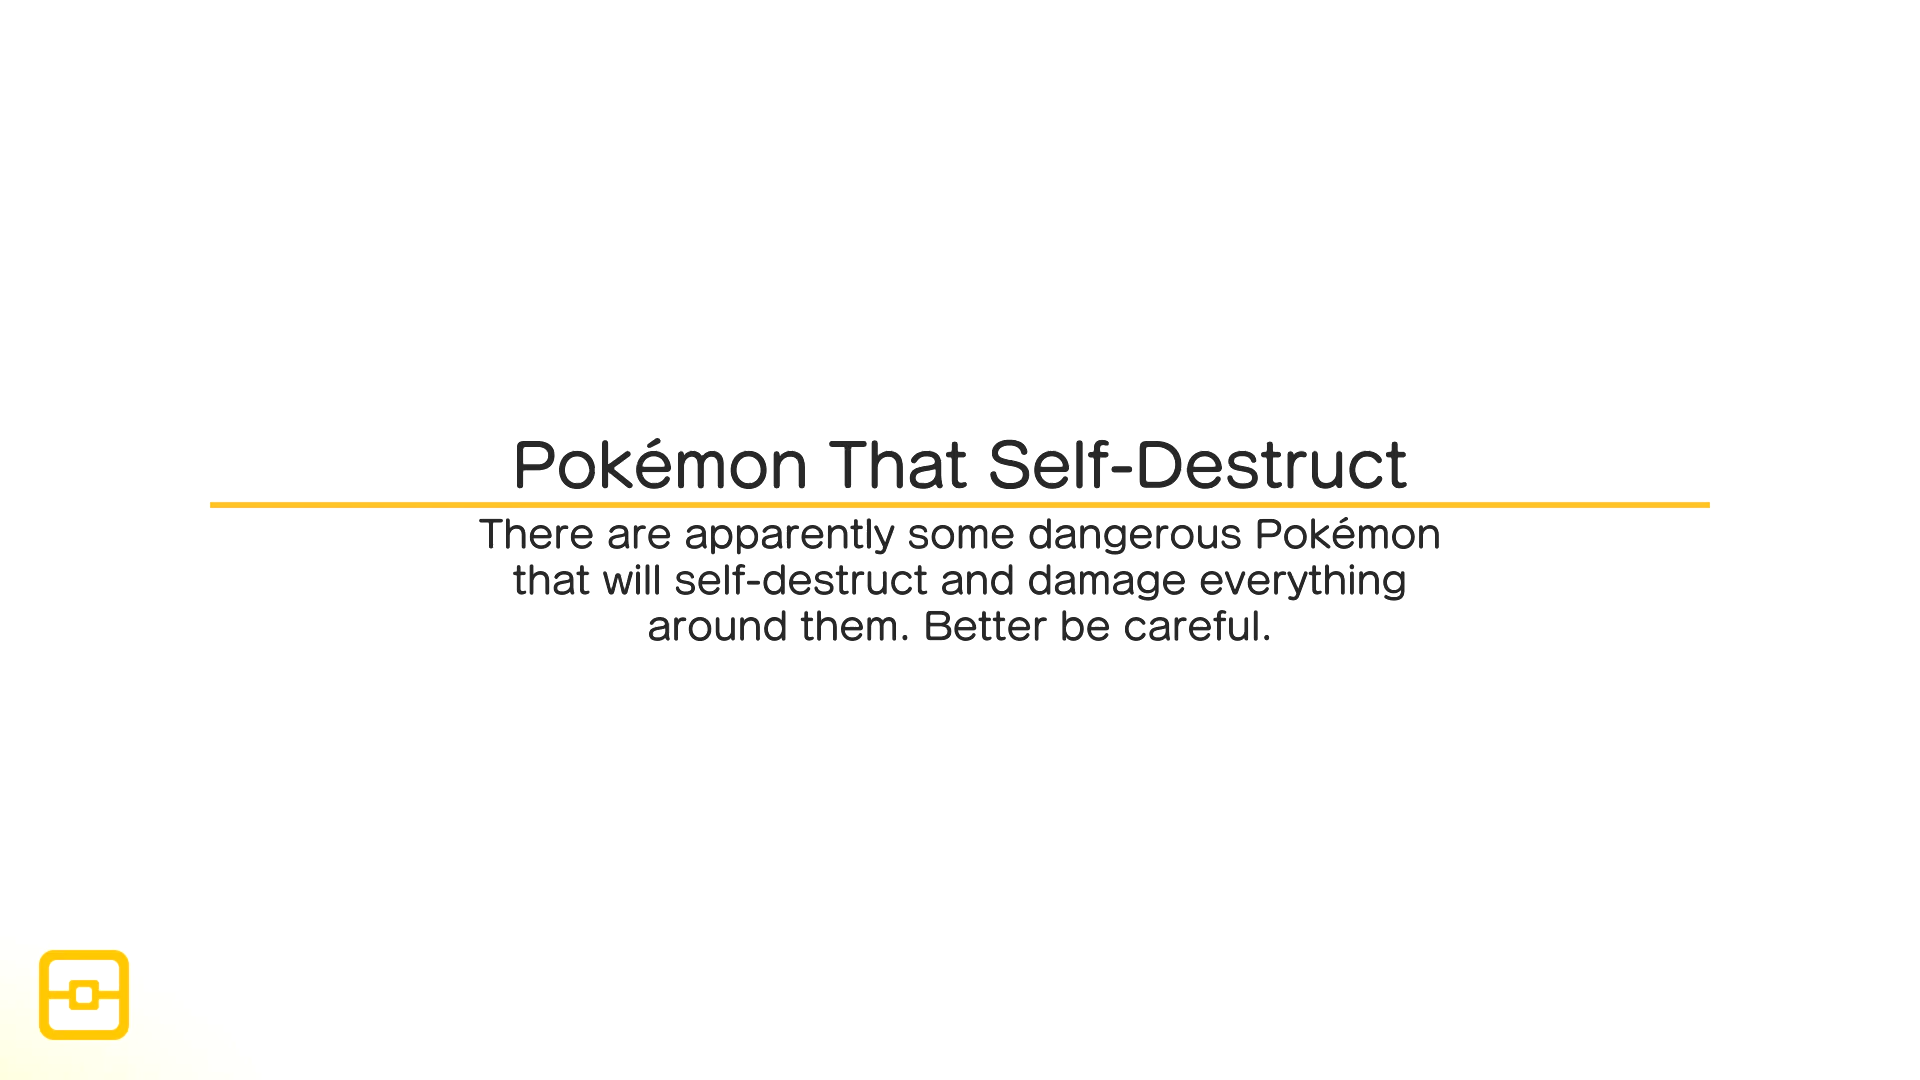 Pokémon That Self-Destruct
There are apparently some dangerous Pokémon
that will self-destruct and damage everything
around them. Better be careful.